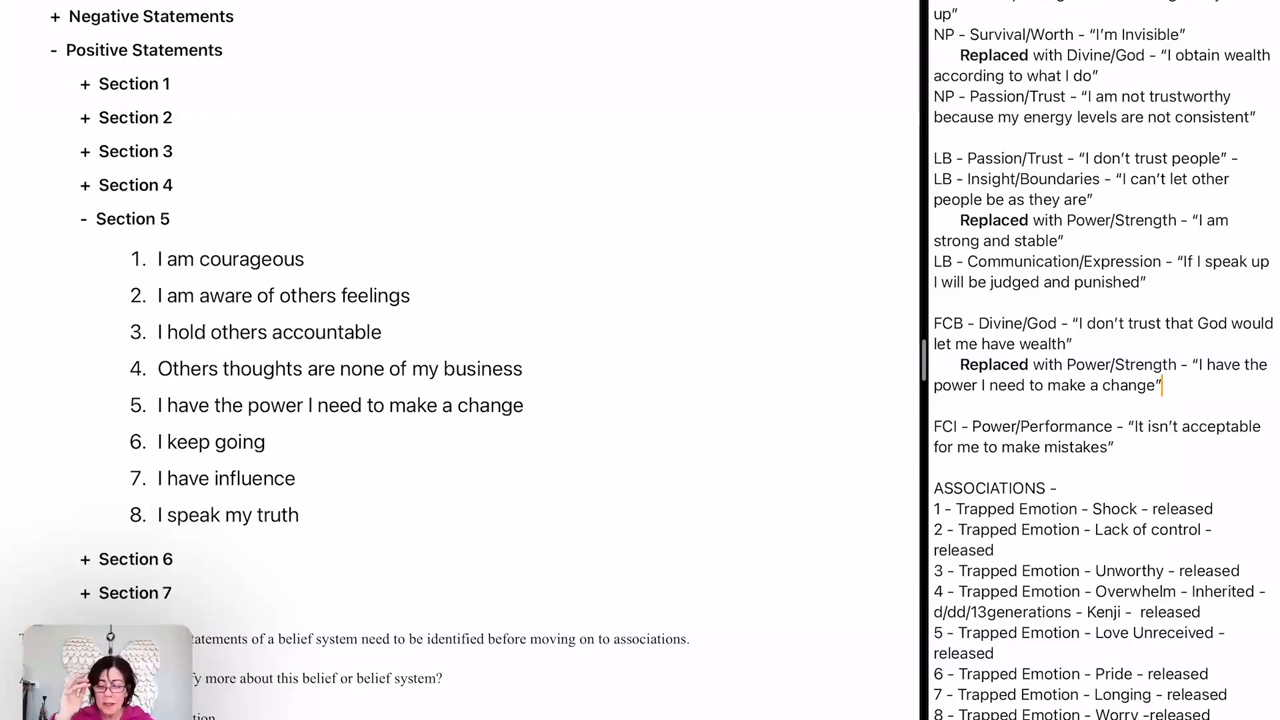 + Negative Statements
- Positive Statements
+ Section 1
+ Section 2
+ Section 3
+ Section 4
- Section 5
1. I am courageous
2. I am aware of others feelings
3. I hold others accountable
4. Others thoughts are none of my business
5. I have the power I need to make a change
6. I keep going
7. I have influence
8. I speak my truth
+ Section 6
+ Section 7
statements of a belief system need to be identified before moving on to associations.
more about this belief or belief system?
up”
NP - Survival/Worth - “I’m Invisible”
Replaced with Divine/God - “I obtain wealth
according to what I do”
NP - Passion/Trust - “I am not trustworthy
because my energy levels are not consistent”
LB - Passion/Trust - “I don’t trust people” -
LB - Insight/Boundaries - “I can’t let other
people be as they are”
Replaced with Power/Strength - “I am
strong and stable”
LB - Communication/Expression - “If I speak up
I will be judged and punished”
FCB - Divine/God - “I don’t trust that God would
let me have wealth”
Replaced with Power/Strength - “I have the
power I need to make a change”
FCI - Power/Performance - “It isn’t acceptable
for me to make mistakes”
ASSOCIATIONS -
1 - Trapped Emotion - Shock - released
2 - Trapped Emotion - Lack of control -
released
3 - Trapped Emotion - Unworthy - released
4 - Trapped Emotion - Overwhelm - Inherited -
d/dd/13generations - Kenji - released
5 - Trapped Emotion - Love Unreceived -
released
6 - Trapped Emotion - Pride - released
7 - Trapped Emotion - Longing - released
8 - Trapped Emotion - Worry -released